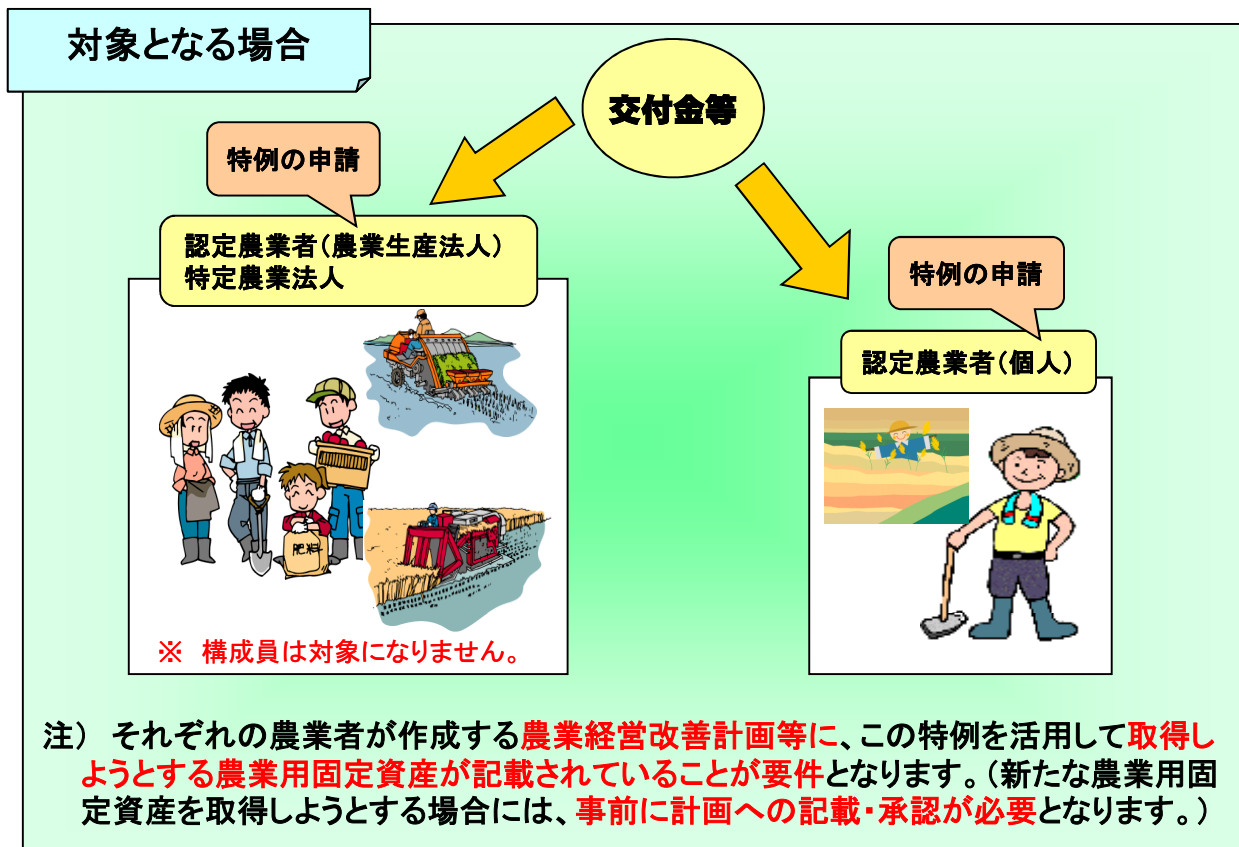 対象となる場合
交付金等
特例の申請
認定農業者(農業生産法人)
特定農業法人
肥料
※ 構成員は対象になりません。
特例の申請
認定農業者(個人)
注） それぞれの農業者が作成する農業経営改善計画等に、この特例を活用して取得し
ようとする農業用固定資産が記載されていることが要件となります。(新たな農業用固
定資産を取得しようとする場合には、事前に計画への記載・承認が必要となります。)